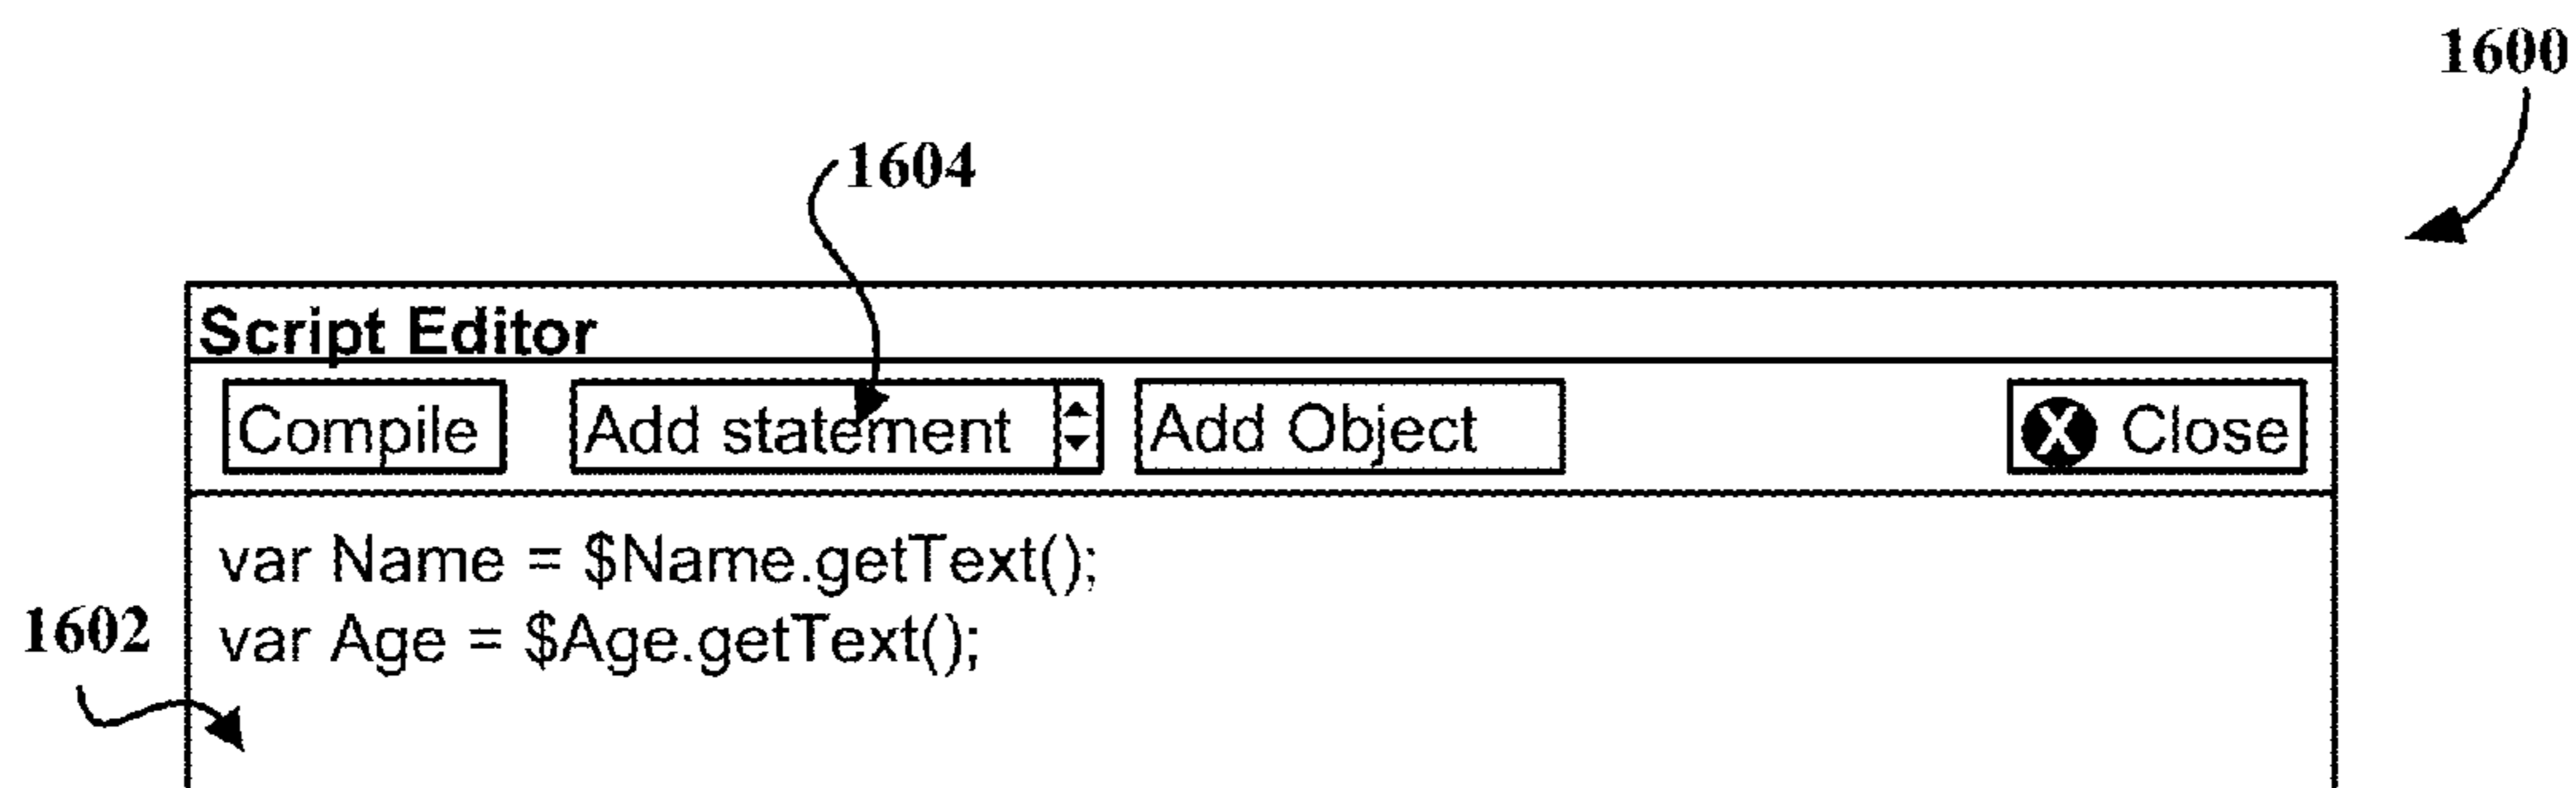 1600
1604
Script Editor
Compile Add statement Add Object X Close
var Name = $Name.getText();
1602
var Age = $Age.getText();